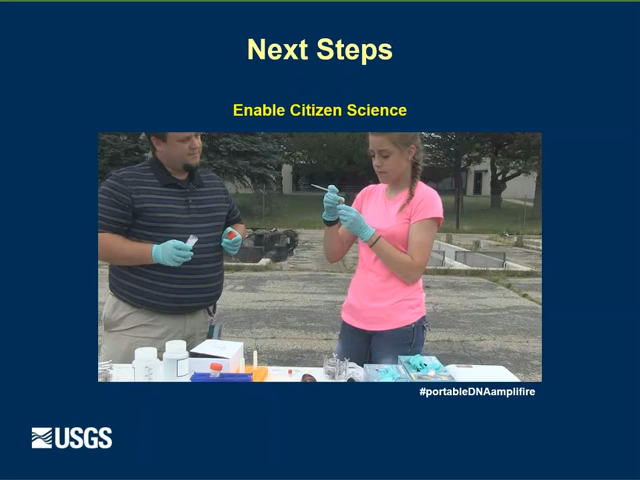 Next Steps
Enable Citizen Science
#portableDNAamplifire
USGS